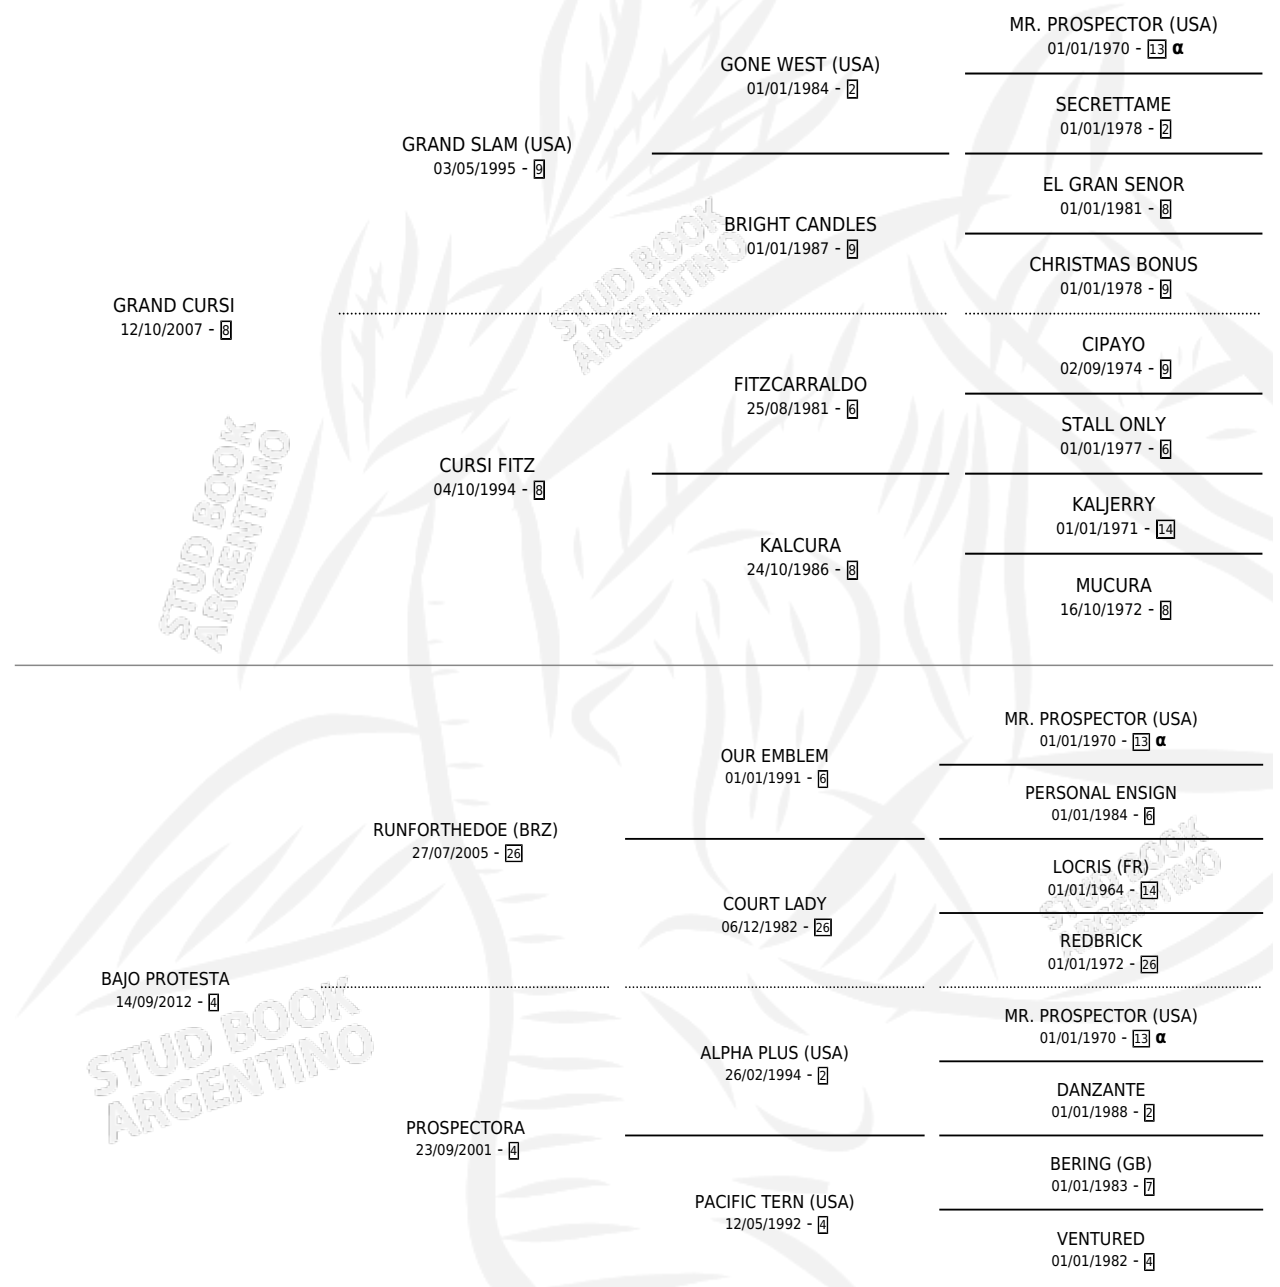 MR. PROSPECTOR (USA)
01/01/1970 - 13 α
GONE WEST (USA)
01/01/1984 - 2
SECRETTAME
01/01/1978 - 2
GRAND SLAM (USA)
03/05/1995 - 9
EL GRAN SENOR
01/01/1981 - 8
BRIGHT CANDLES
01/01/1987 - 9
CHRISTMAS BONUS
01/01/1978 - 9
GRAND CURSI
12/10/2007 - 8
CIPAYO
02/09/1974 - 9
FITZCARRALDO
25/08/1981 - 6
STALL ONLY
01/01/1977 - 6
CURSI FITZ
04/10/1994 - 8
KALJERRY
01/01/1971 - 14
KALCURA
24/10/1986 - 8
MUCURA
16/10/1972 - 8
MR. PROSPECTOR (USA)
01/01/1970 - 13 α
OUR EMBLEM
01/01/1991 - 6
PERSONAL ENSIGN
01/01/1984 - 6
RUNFORTHEDOE (BRZ)
27/07/2005 - 26
LOCRIS (FR)
01/01/1964 - 14
COURT LADY
06/12/1982 - 26
REDBRICK
01/01/1972 - 26
BAJO PROTESTA
14/09/2012 - 4
MR. PROSPECTOR (USA)
01/01/1970 - 13 α
ALPHA PLUS (USA)
26/02/1994 - 2
DANZANTE
01/01/1988 - 2
PROSPECTORA
23/09/2001 - 4
BERING (GB)
01/01/1983 - 7
PACIFIC TERN (USA)
12/05/1992 - 4
VENTURED
01/01/1982 - 4
STUD BOOK
ARGENTINO
STUD BOOK
ARGENTINO
STUD BOOK
ARGENTINO
STUD BOOK
ARGENTINO